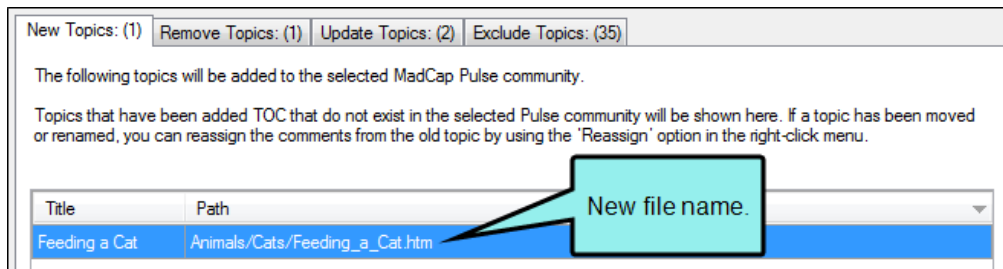 New Topics: (1) Remove Topics: (1) Update Topics: (2) Exclude Topics: (35)
The following topics will be added to the selected MadCap Pulse community.
Topics that have been added TOC that do not exist in the selected Pulse community will be shown here. If a topic has been moved
or renamed, you can reassign the comments from the old topic by using the 'Reassign' option in the right-click menu.
New file name.
Title Path
Feeding a Cat Animals/Cats/Feeding_a_Cat.htm